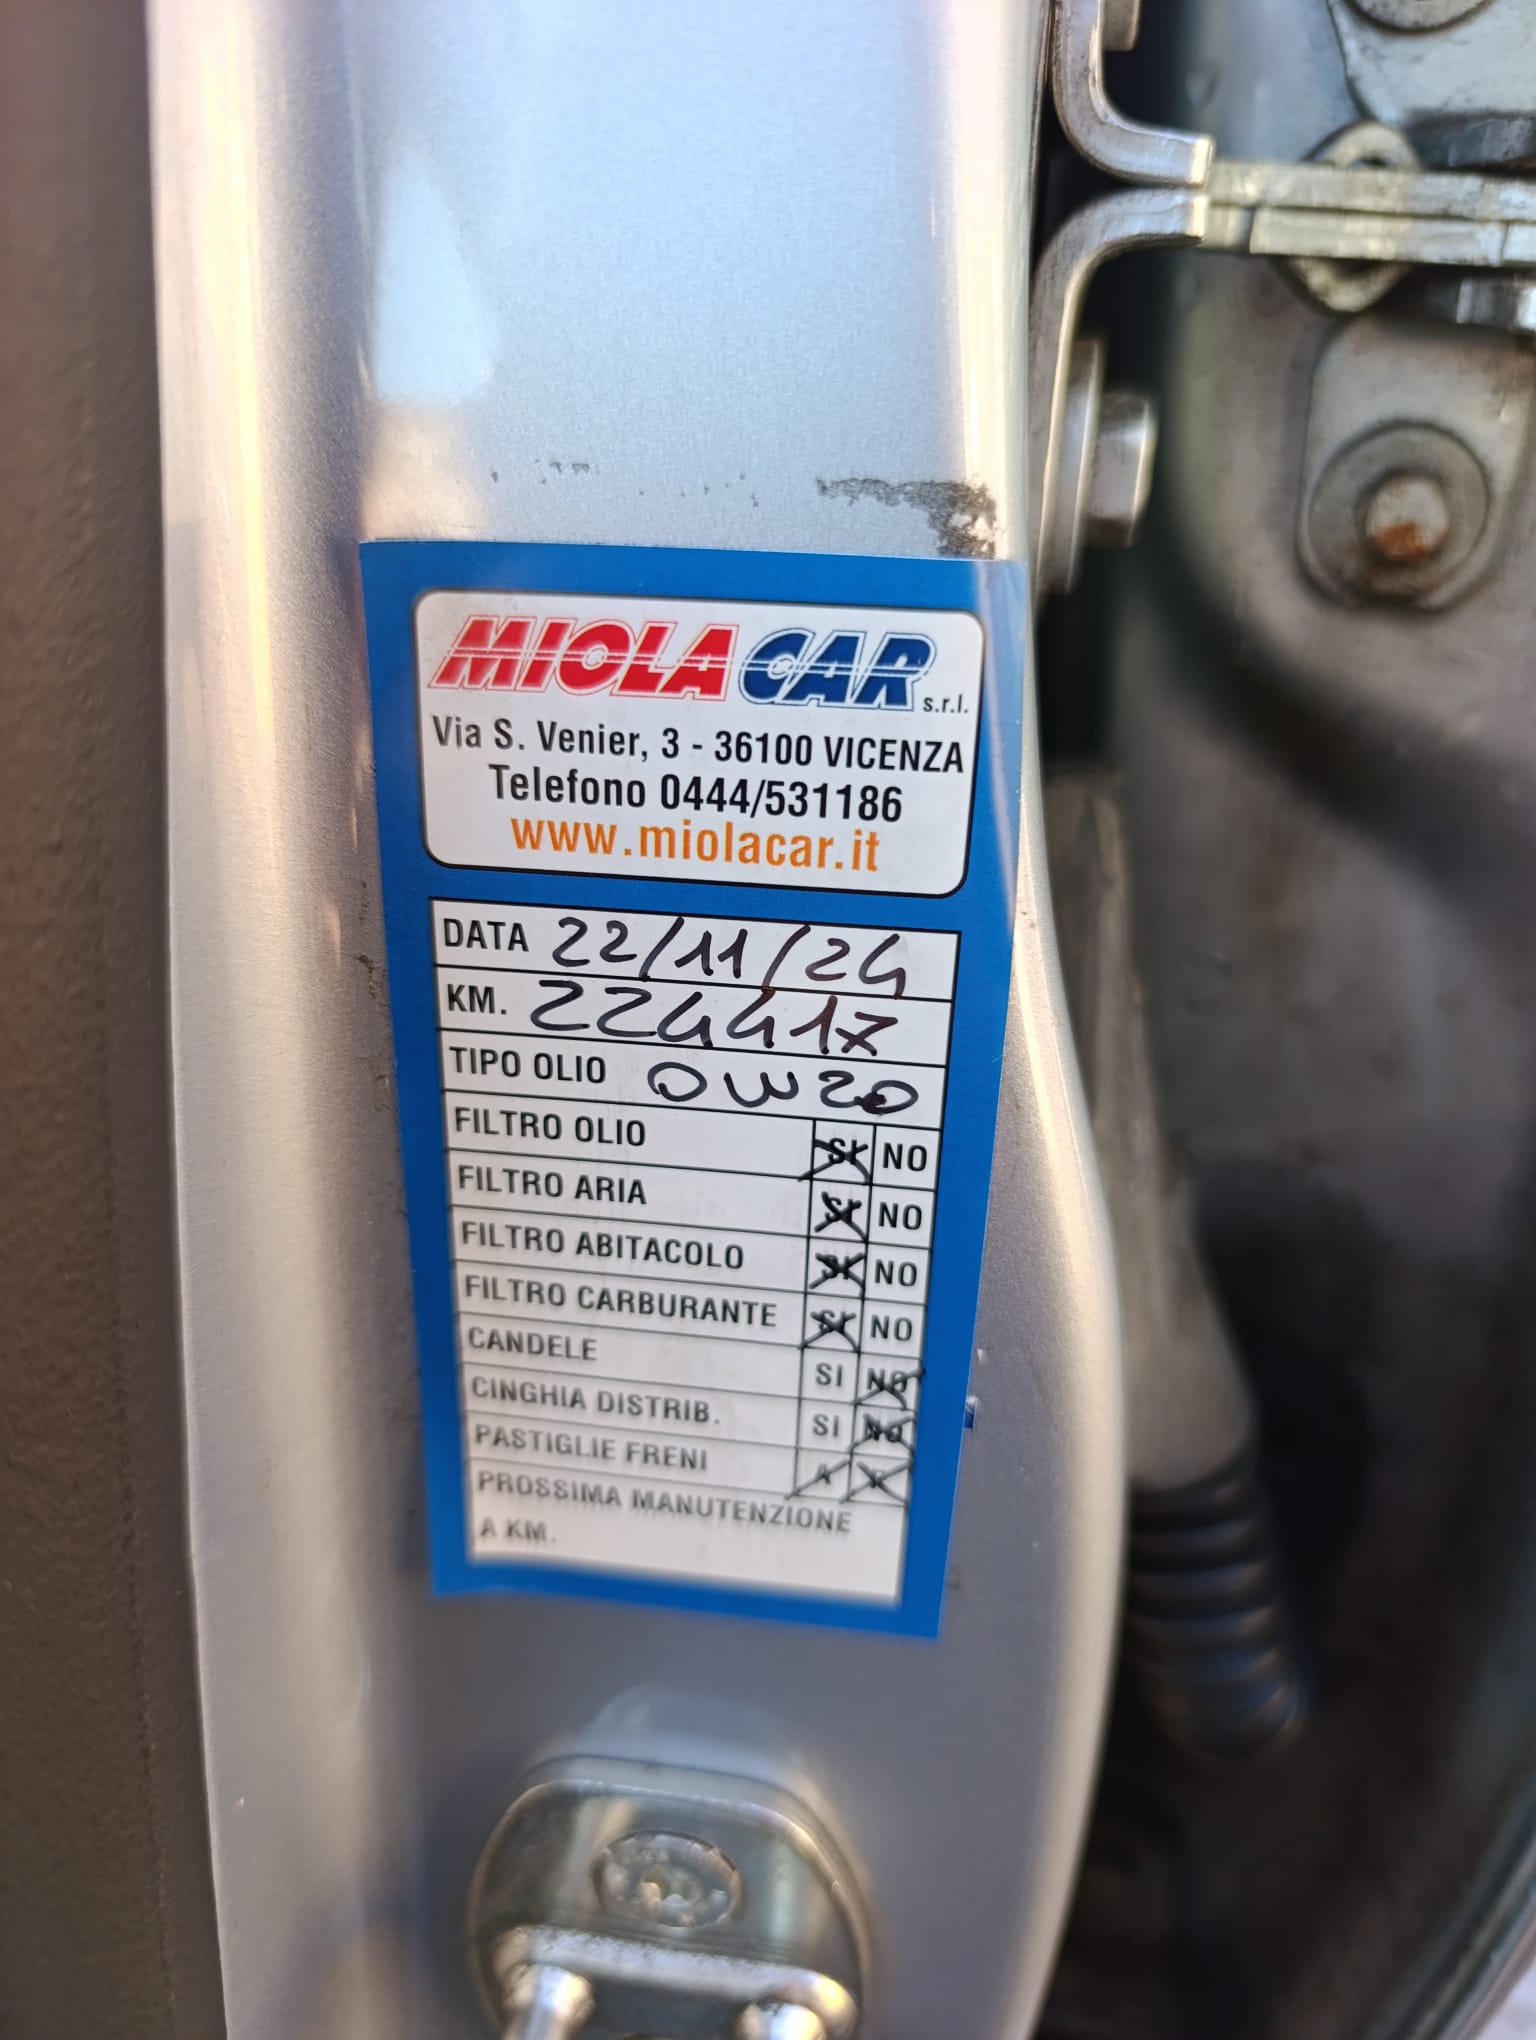 MIOLA CAR s.r.l.
Via S. Venier, 3 - 36100 VICENZA
Telefono 0444/531186
www.miolacar.it
DATA 22/11/24
KM. 224417
TIPO OLIO 0W20
FILTRO OLIO SI NO
FILTRO ARIA SI NO
FILTRO ABITACOLO SI NO
FILTRO CARBURANTE SI NO
CANDELE SI NO
CINGHIA DISTRIB. SI NO
PASTIGLIE FRENI A P
PROSSIMA MANUTENZIONE
A KM.